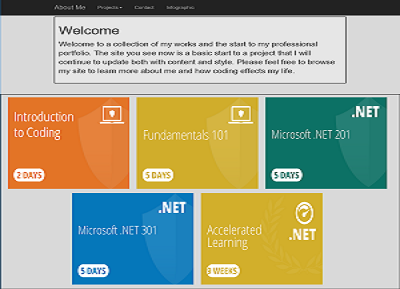 About Me Projects Contact Infographic
Welcome
Welcome to a collection of my works and the start to my professional
portfolio. The site you see now is a basic start to a project that I will
continue to update both with content and style. Please feel free to browse
my site to learn more about me and how coding effects my life.
Introduction
to Coding
2 DAYS
Fundamentals 101
5 DAYS
.NET
Microsoft .NET 201
5 DAYS
.NET
Microsoft .NET 301
5 DAYS
.NET
Accelerated
Learning
3 WEEKS